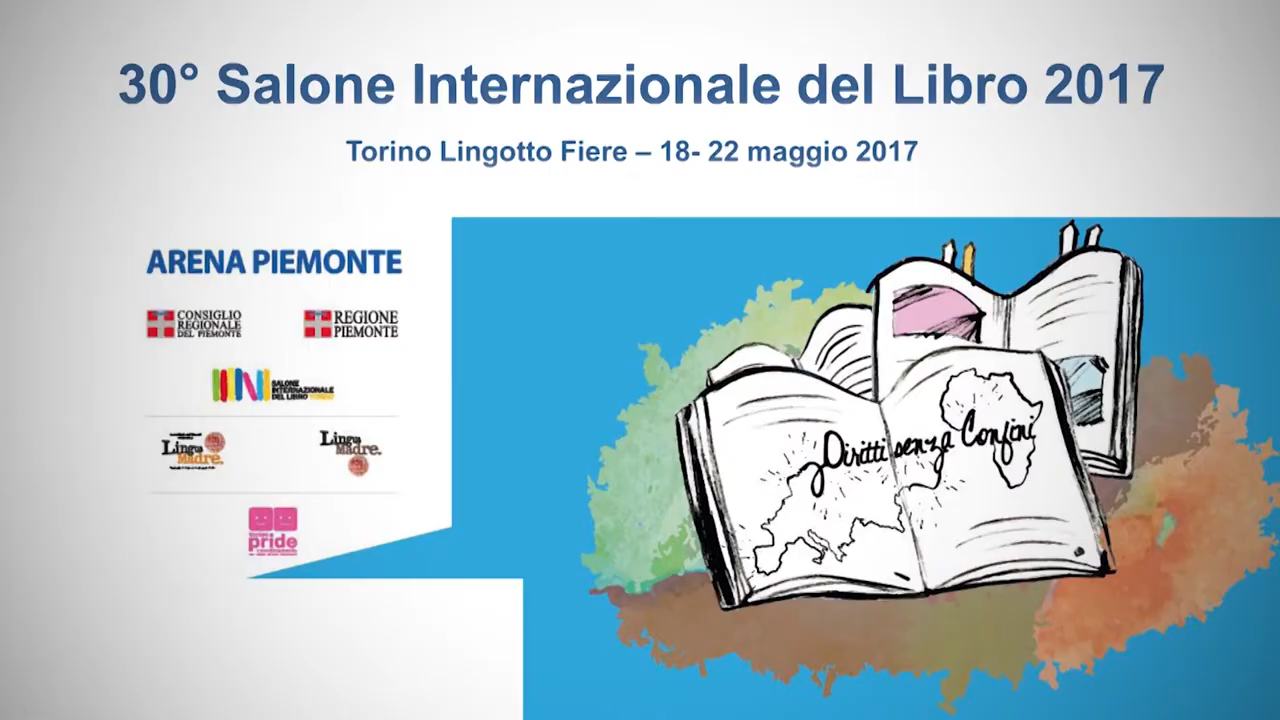 30° Salone Internazionale del Libro 2017
Torino Lingotto Fiere – 18- 22 maggio 2017
ARENA PIEMONTE
CONSIGLIO
REGIONALE
DEL PIEMONTE
REGIONE
PIEMONTE
SALONE
INTERNAZIONALE
DEL LIBRO TORINO
Lingua
Madre
Lingua
Madre
pride
Diritti senza Confini